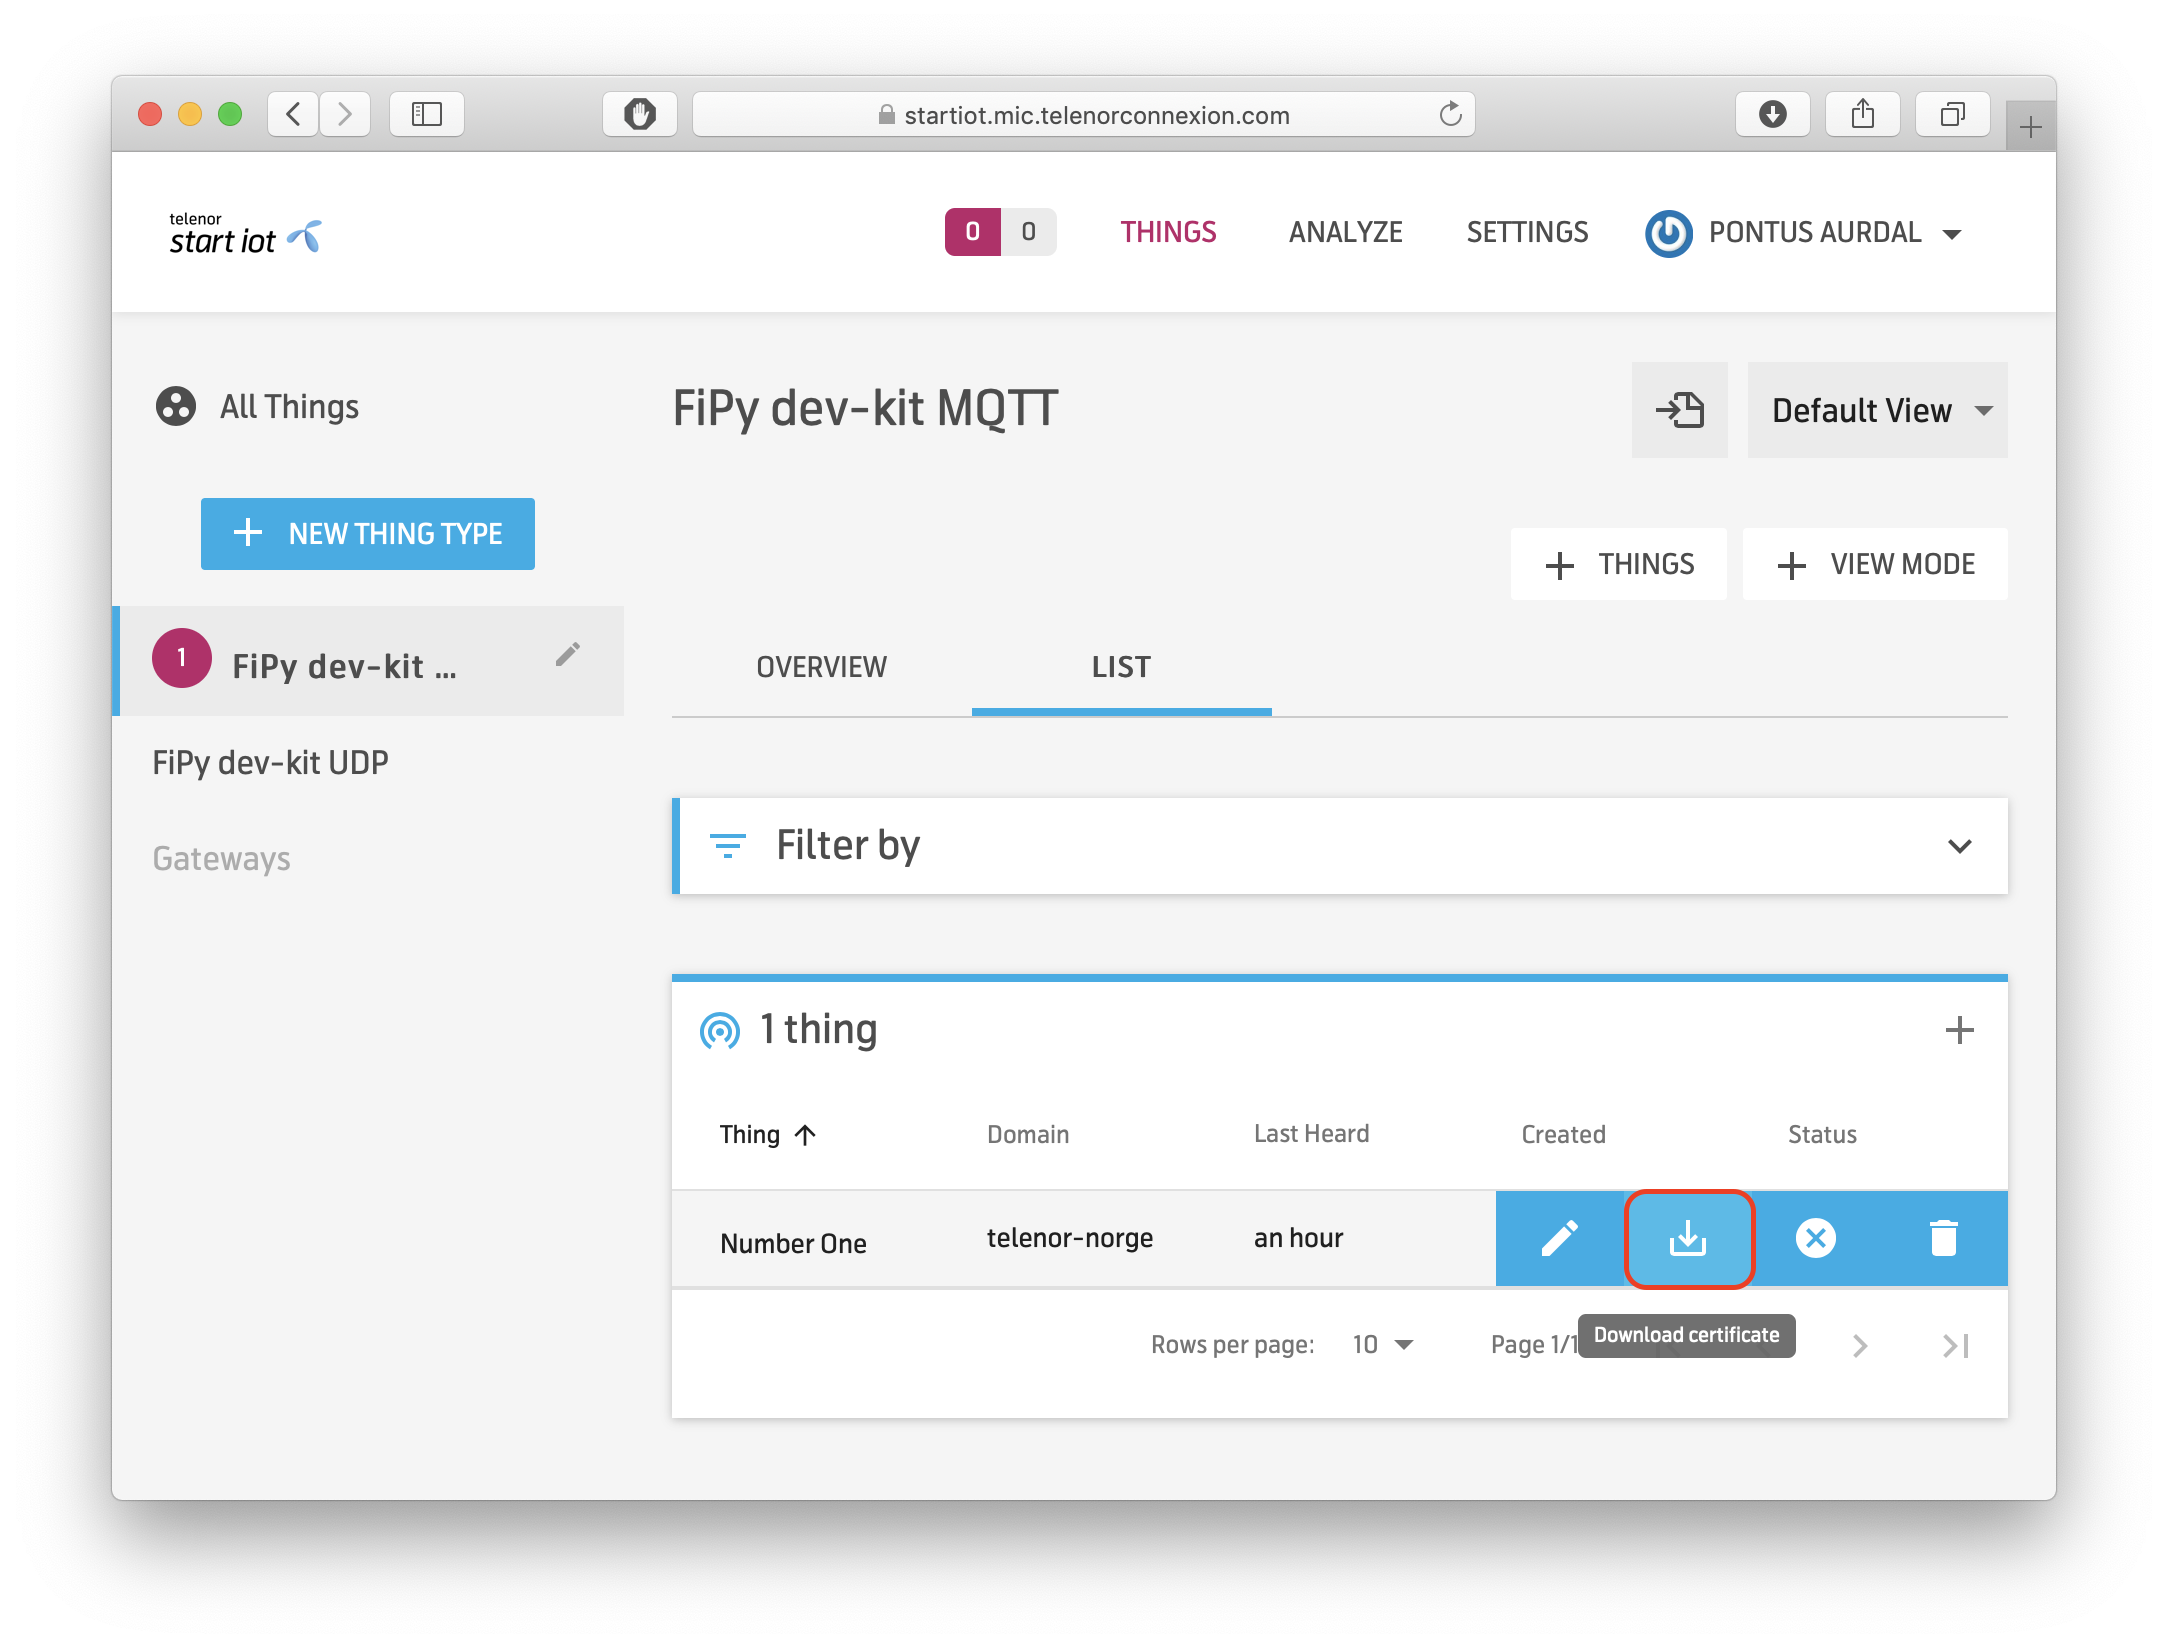 startiot.mic.telenorconnexion.com
telenor
start iot
0 0 THINGS ANALYZE SETTINGS PONTUS AURDAL
All Things
FiPy dev-kit MQTT
Default View
NEW THING TYPE
THINGS VIEW MODE
1 FiPy dev-kit ...
OVERVIEW LIST
FiPy dev-kit UDP
Filter by
Gateways
1 thing
Thing Domain Last Heard Created Status
Number One telenor-norge an hour
Rows per page: 10 Page 1/1
Download certificate